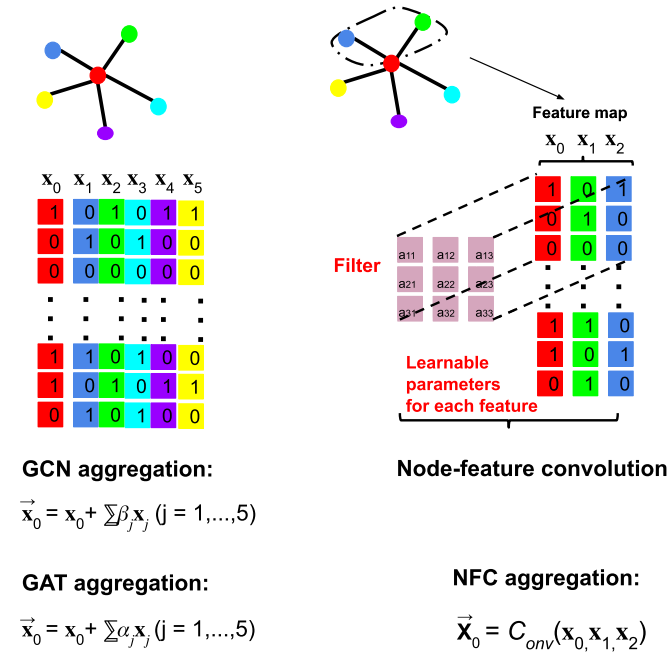 x0 x1 x2 x3 x4 x5
1 0 1 0 1 1
0 1 0 1 0 0
0 0 0 0 0 0
1 1 0 1 0 0
1 0 1 0 1 1
0 1 0 1 0 0
GCN aggregation:
x⃗0 = x0+ ∑βjxj (j = 1,...,5)
GAT aggregation:
x⃗0 = x0+ ∑αjxj (j = 1,...,5)
Feature map
x0 x1 x2
1 0 1
0 1 0
0 0 0
1 1 0
1 0 1
0 1 0
Filter
a11 a12 a13
a21 a22 a23
a31 a32 a33
Learnable
parameters
for each feature
Node-feature convolution
NFC aggregation:
x⃗0 = Conv(x0,x1,x2)